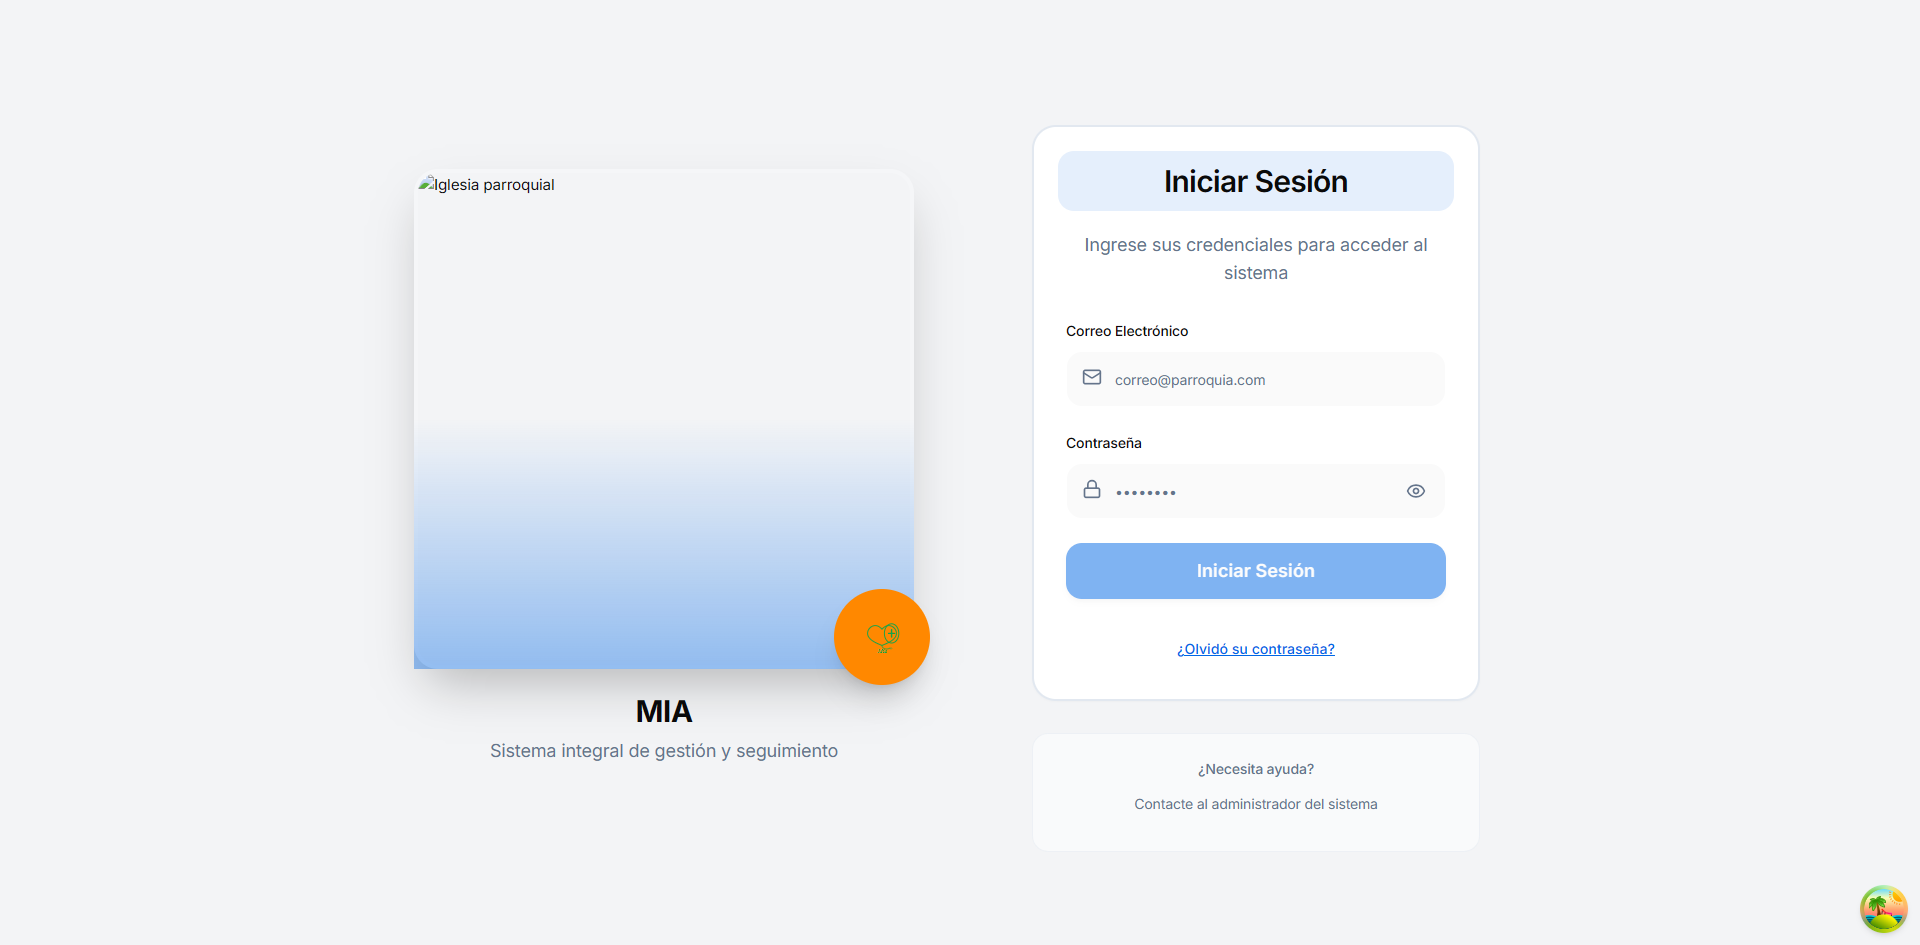 Iglesia parroquial
MIA
Sistema integral de gestión y seguimiento
Iniciar Sesión
Ingrese sus credenciales para acceder al
sistema
Correo Electrónico
correo@parroquia.com
Contraseña
••••••••
Iniciar Sesión
¿Olvidó su contraseña?
¿Necesita ayuda?
Contacte al administrador del sistema